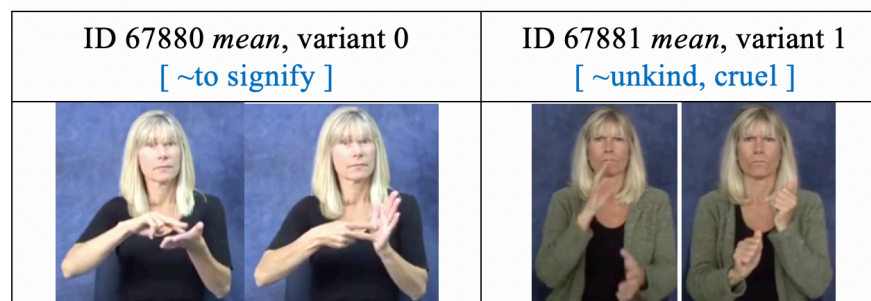 ID 67880 mean, variant 0
[ ~to signify ]
ID 67881 mean, variant 1
[ ~unkind, cruel ]